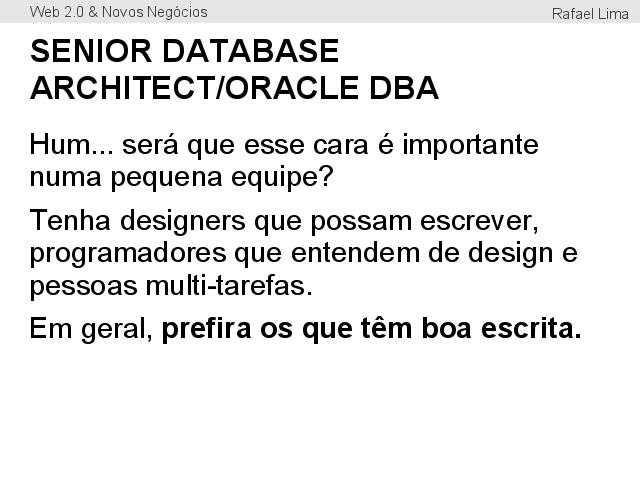 Web 2.0 & Novos Negócios
Rafael Lima
SENIOR DATABASE
ARCHITECT/ORACLE DBA
Hum... será que esse cara é importante
numa pequena equipe?
Tenha designers que possam escrever,
programadores que entendem de design e
pessoas multi-tarefas.
Em geral, prefira os que têm boa escrita.